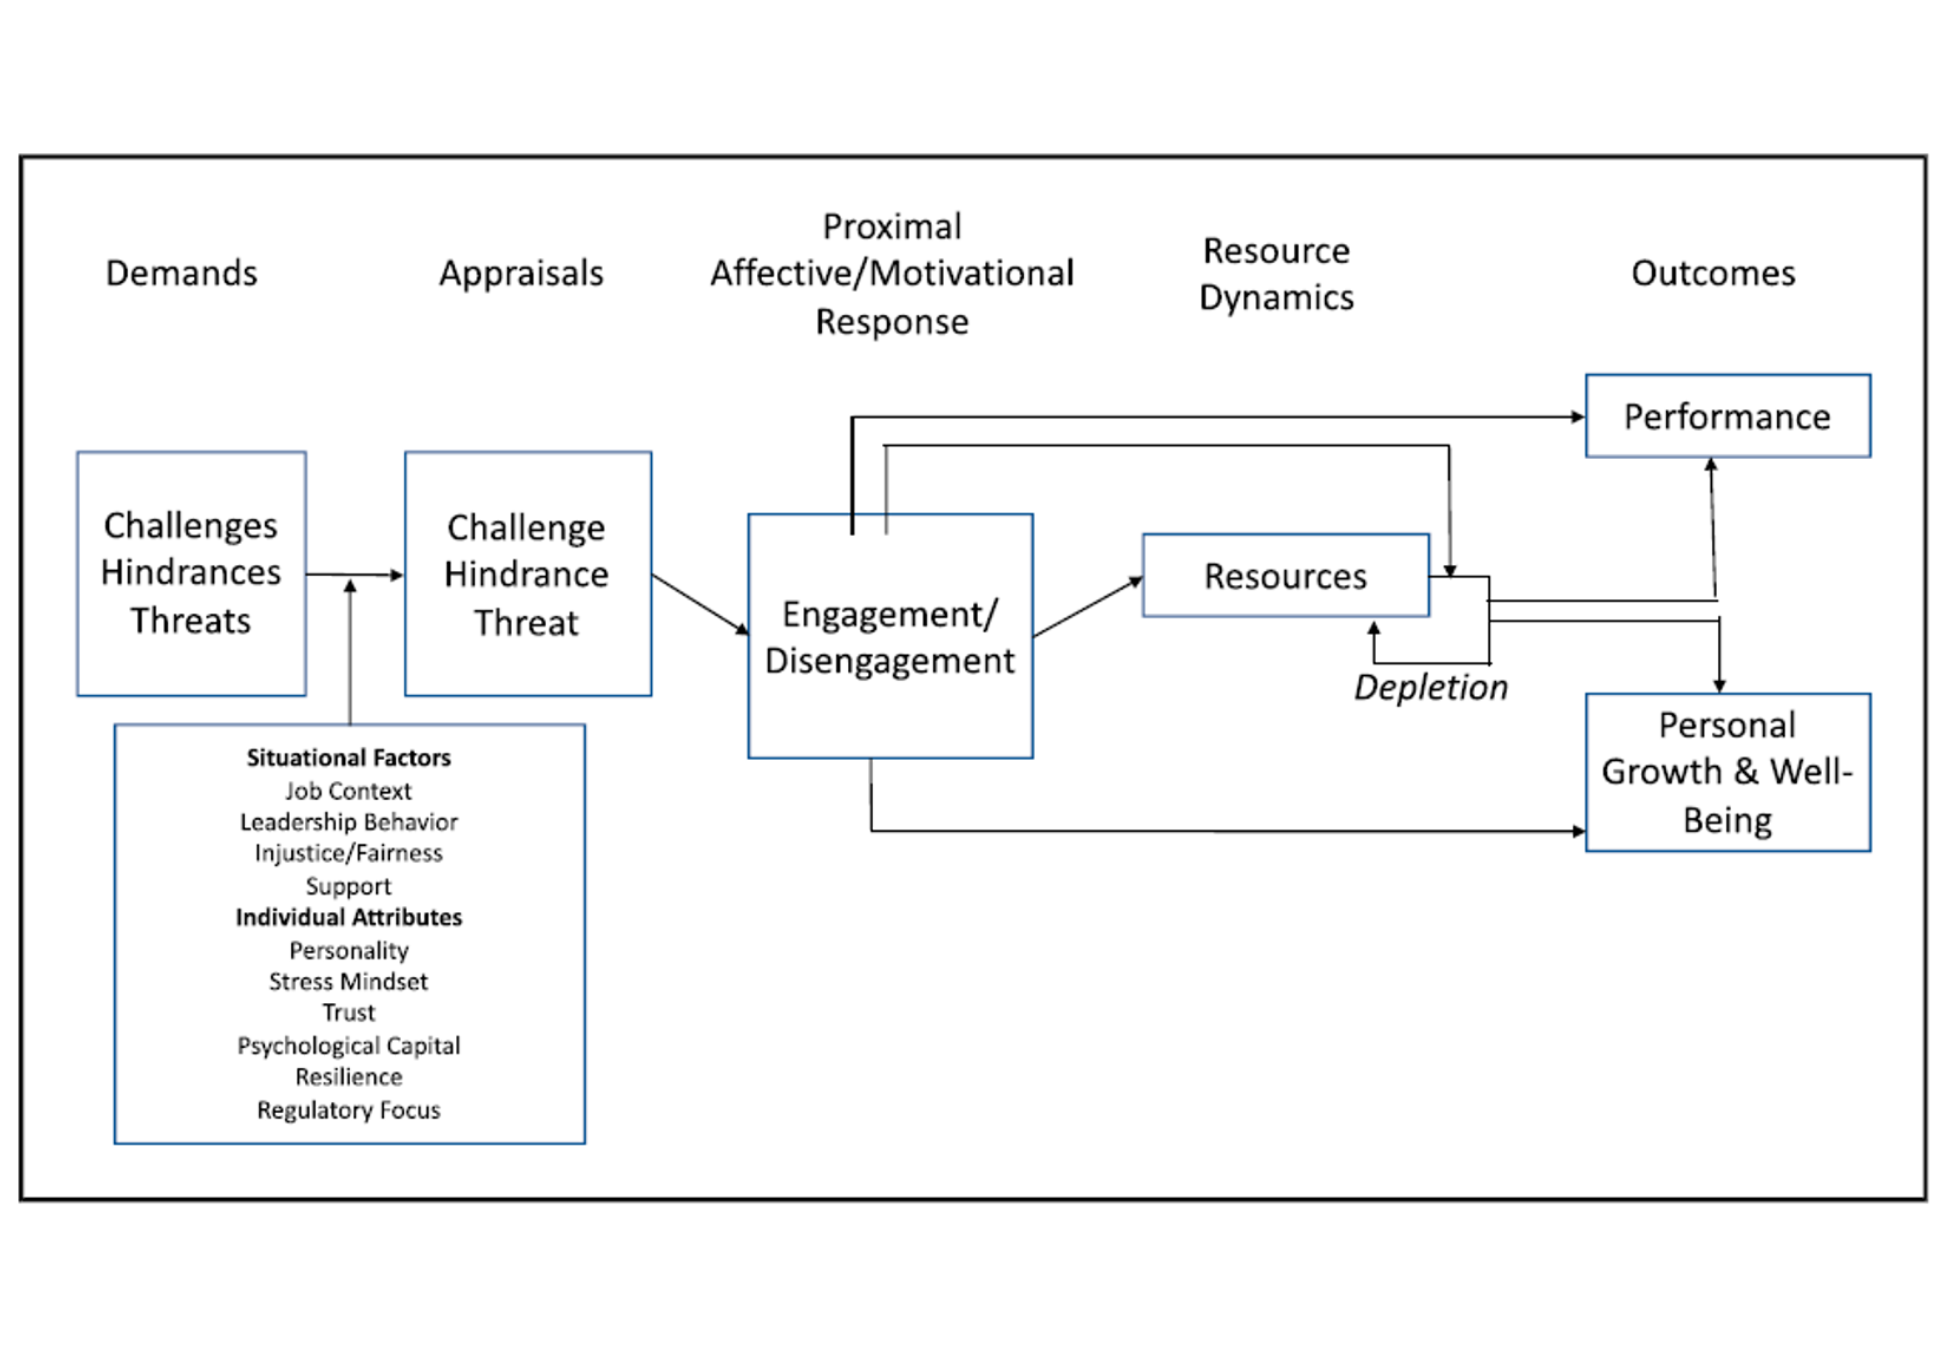 Demands
Appraisals
Proximal
Affective/Motivational
Response
Resource
Dynamics
Outcomes
Challenges
Hindrances
Threats
Challenge
Hindrance
Threat
Engagement/
Disengagement
Resources
Depletion
Performance
Personal
Growth & Well-
Being
Situational Factors
Job Context
Leadership Behavior
Injustice/Fairness
Support
Individual Attributes
Personality
Stress Mindset
Trust
Psychological Capital
Resilience
Regulatory Focus